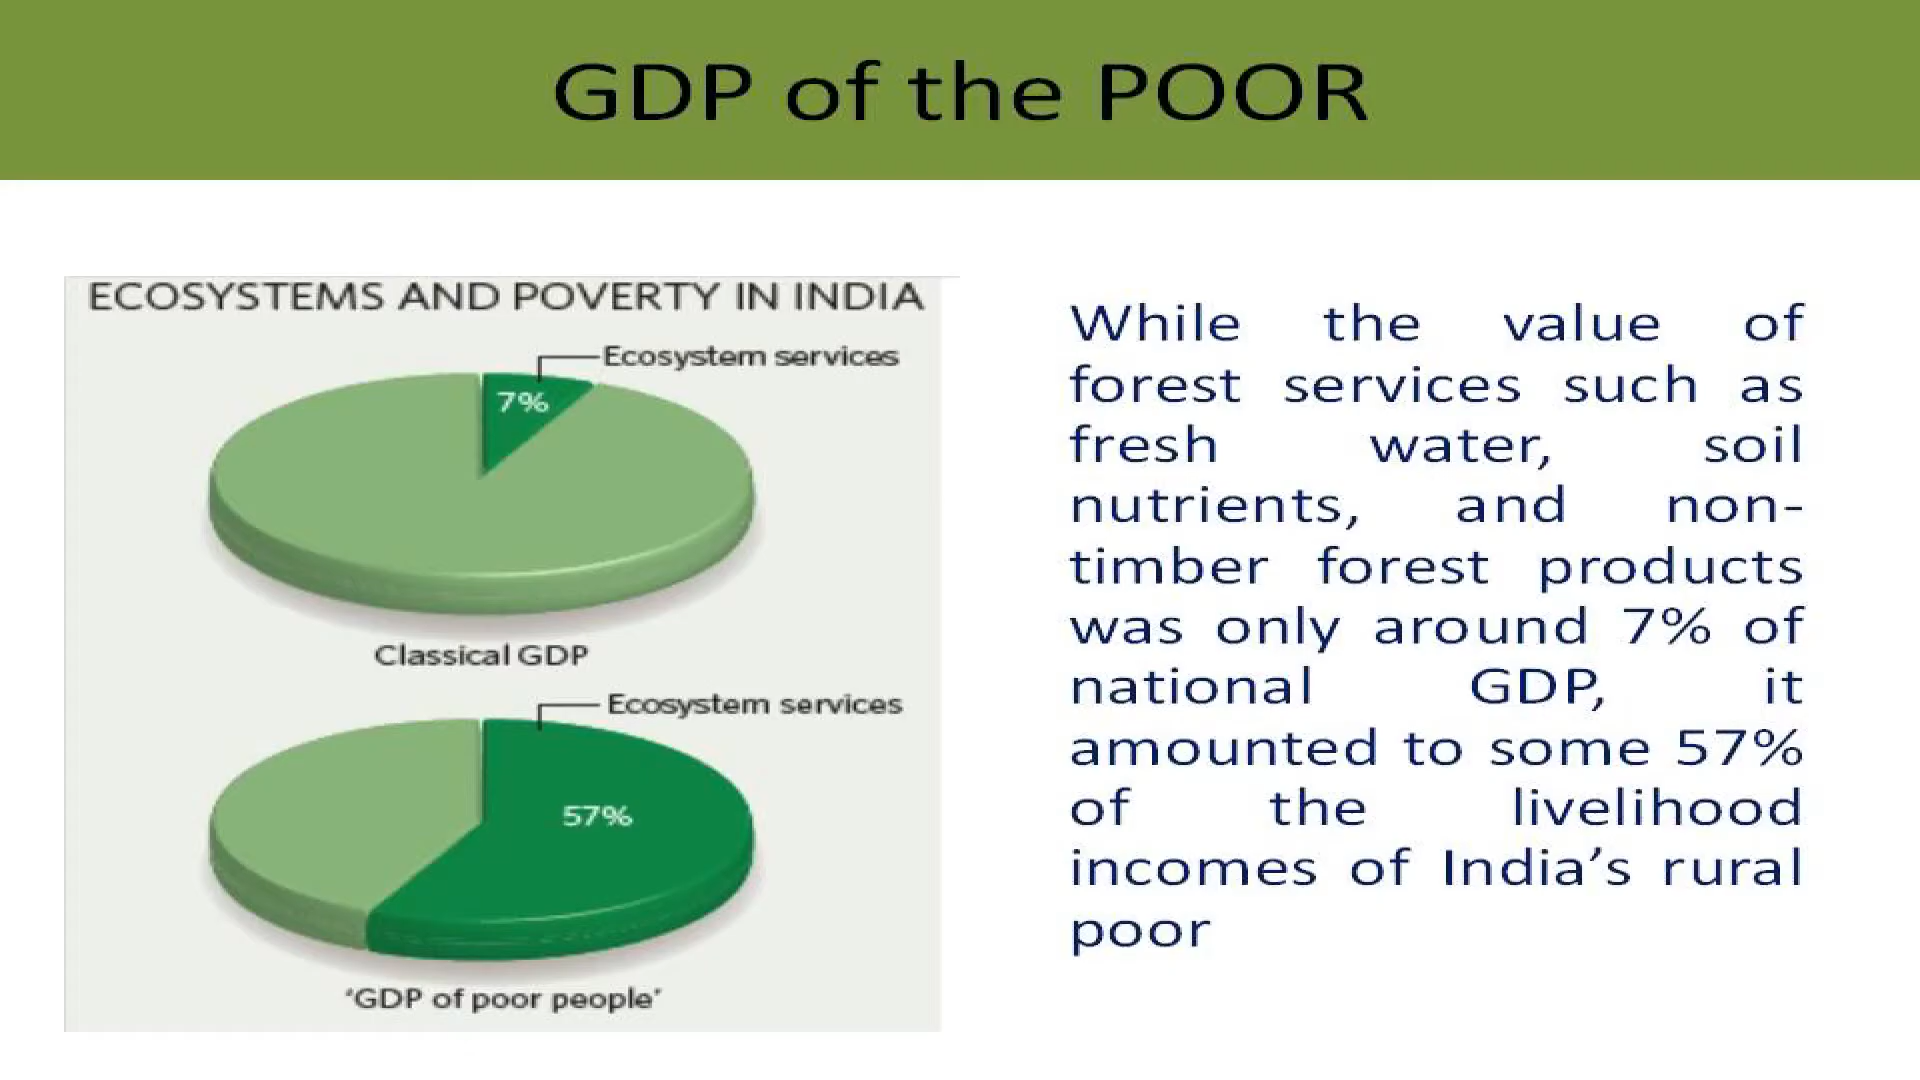 GDP of the POOR
ECOSYSTEMS AND POVERTY IN INDIA
Ecosystem services
7%
Classical GDP
Ecosystem services
57%
‘GDP of poor people’
While the value of
forest services such as
fresh water, soil
nutrients, and non-
timber forest products
was only around 7% of
national GDP, it
amounted to some 57%
of the livelihood
incomes of India’s rural
poor